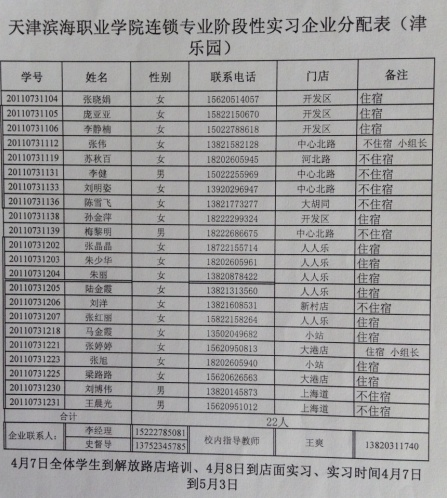 天津滨海职业学院连锁专业阶段性实习企业分配表（津
乐园）
学号 姓名 性别 联系电话 门店 备注
20110731104 张晓娟 女 15620514057 开发区 住宿
20110731105 庞亚亚 女 15822150670 开发区 住宿
20110731106 李静楠 女 15022788618 开发区 住宿
20110731112 张伟 女 13821582128 中心北路 不住宿 小组长
20110731119 苏秋百 女 18202605945 河北路 不住宿
20110731131 李健 男 15022255969 中心北路 不住宿
20110731133 刘明姿 女 13920296947 中心北路 不住宿
20110731136 陈雪飞 女 13821773277 大胡同 不住宿
20110731138 孙金萍 女 18222299324 开发区 住宿
20110731139 梅黎明 男 18222686675 中心北路 不住宿
20110731202 张晶晶 女 18722155714 人人乐 住宿
20110731203 朱少华 女 18202605961 人人乐 住宿
20110731204 朱丽 女 13820878422 人人乐 住宿
20110731205 陆金霞 女 13821313560 人人乐 住宿
20110731206 刘洋 女 13821608531 新村店 不住宿
20110731207 张红丽 女 15822158264 人人乐 住宿
20110731218 马金霞 女 13502049682 小站 住宿
20110731221 张婷婷 女 15620950813 大港店 住宿 小组长
20110731223 张旭 女 18202605940 小站 住宿
20110731225 梁路路 女 15620626563 大港店 住宿
20110731230 刘博伟 男 13820145873 上海道 不住宿
20110731231 王晨光 男 15620951012 上海道 不住宿
合计 22人
企业联系人： 李经理 15222785081 校内指导教师 王爽 13820311740
史督导 13752345785
4月7日全体学生到解放路店培训、4月8日到店面实习、实习时间4月7日
到5月3日